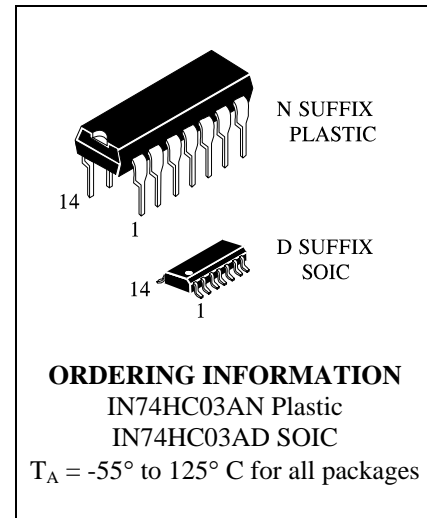 N SUFFIX
PLASTIC
14
1
D SUFFIX
SOIC
14
1
ORDERING INFORMATION
IN74HC03AN Plastic
IN74HC03AD SOIC
TA = -55° to 125° C for all packages